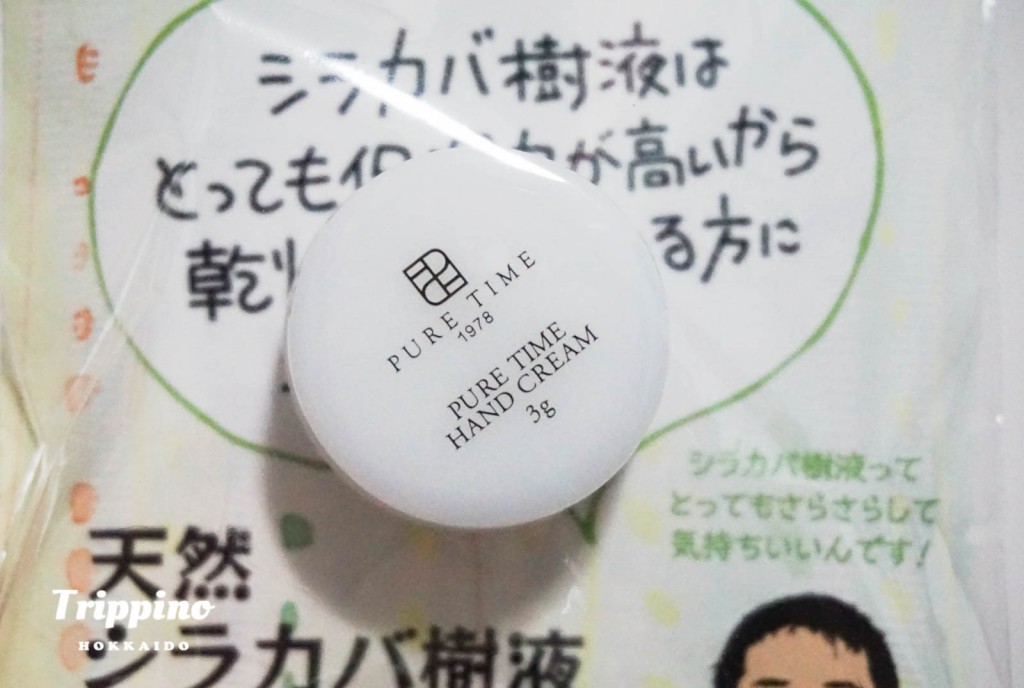 シラカバ樹液は
とっても が高いから
乾 る方に
PURE TIME
1978
PURE TIME
HAND CREAM
3g
シラカバ樹液って
とってもさらさらして
気持ちいいんです!
天然
シラカバ樹液
Trippino
HOKKAIDO